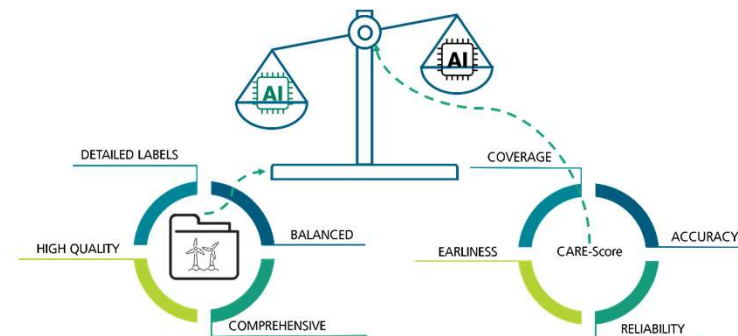 AI
AI
DETAILED LABELS
HIGH QUALITY
BALANCED
COMPREHENSIVE
COVERAGE
EARLINESS
CARE-Score
ACCURACY
RELIABILITY